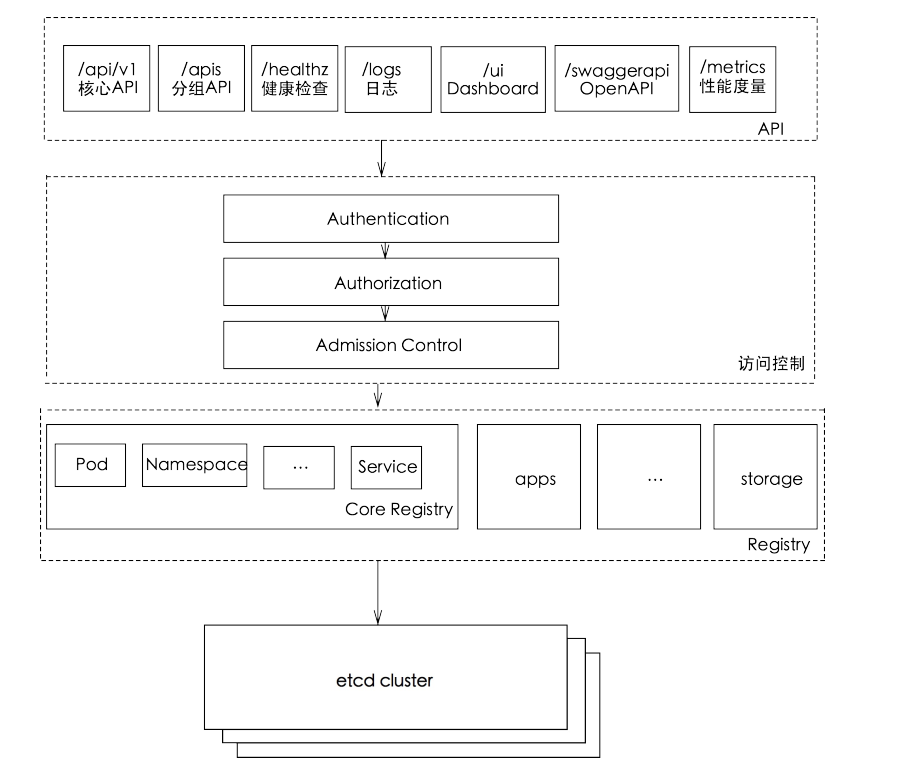 /api/v1
核心API
/apis
分组API
/healthz
健康检查
/logs
日志
/ui
Dashboard
/swaggerapi
OpenAPI
/metrics
性能度量
API
Authentication
Authorization
Admission Control
访问控制
Pod
Namespace
...
Service
Core Registry
apps
...
storage
Registry
etcd cluster